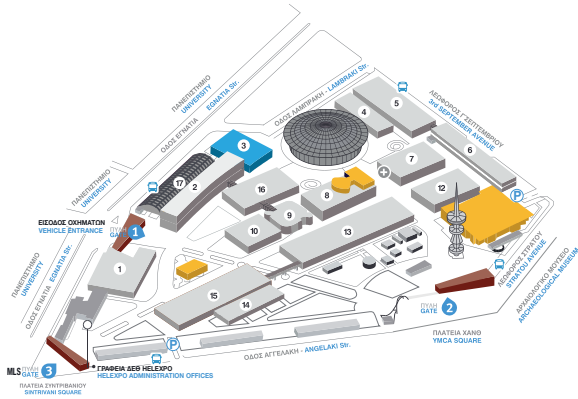 ΠΑΝΕΠΙΣΤΗΜΙΟ
UNIVERSITY
ΟΔΟΣ ΕΓΝΑΤΙΑ - EGNATIA Str.
ΟΔΟΣ ΛΑΜΠΡΑΚΗ - LAMBRAKI Str.
ΛΕΩΦΟΡΟΣ Γ' ΣΕΠΤΕΜΒΡΙΟΥ
3rd SEPTEMBER AVENUE
4
5
6
3
7
17
2
16
12
8
P
9
13
10
ΠΑΝΕΠΙΣΤΗΜΙΟ
UNIVERSITY
ΕΙΣΟΔΟΣ ΟΧΗΜΑΤΩΝ
VEHICLE ENTRANCE
ΠΥΛΗ
GATE
1
1
ΠΑΝΕΠΙΣΤΗΜΙΟ
UNIVERSITY
ΟΔΟΣ ΕΓΝΑΤΙΑ - EGNATIA Str.
15
14
ΛΕΩΦΟΡΟΣ ΣΤΡΑΤΟΥ
STRATOU AVENUE
ΑΡΧΑΙΟΛΟΓΙΚΟ ΜΟΥΣΕΙΟ
ARCHAEOLOGICAL MUSEUM
ΠΥΛΗ
GATE
2
ΠΛΑΤΕΙΑ ΧΑΝΘ
YMCA SQUARE
P
ΟΔΟΣ ΑΓΓΕΛΑΚΗ - ANGELAKI Str.
MLS
ΠΥΛΗ
GATE
3
ΠΛΑΤΕΙΑ ΣΙΝΤΡΙΒΑΝΙΟΥ
SINTRIVANI SQUARE
ΓΡΑΦΕΙΑ ΔΕΘ HELEXPO
HELEXPO ADMINISTRATION OFFICES